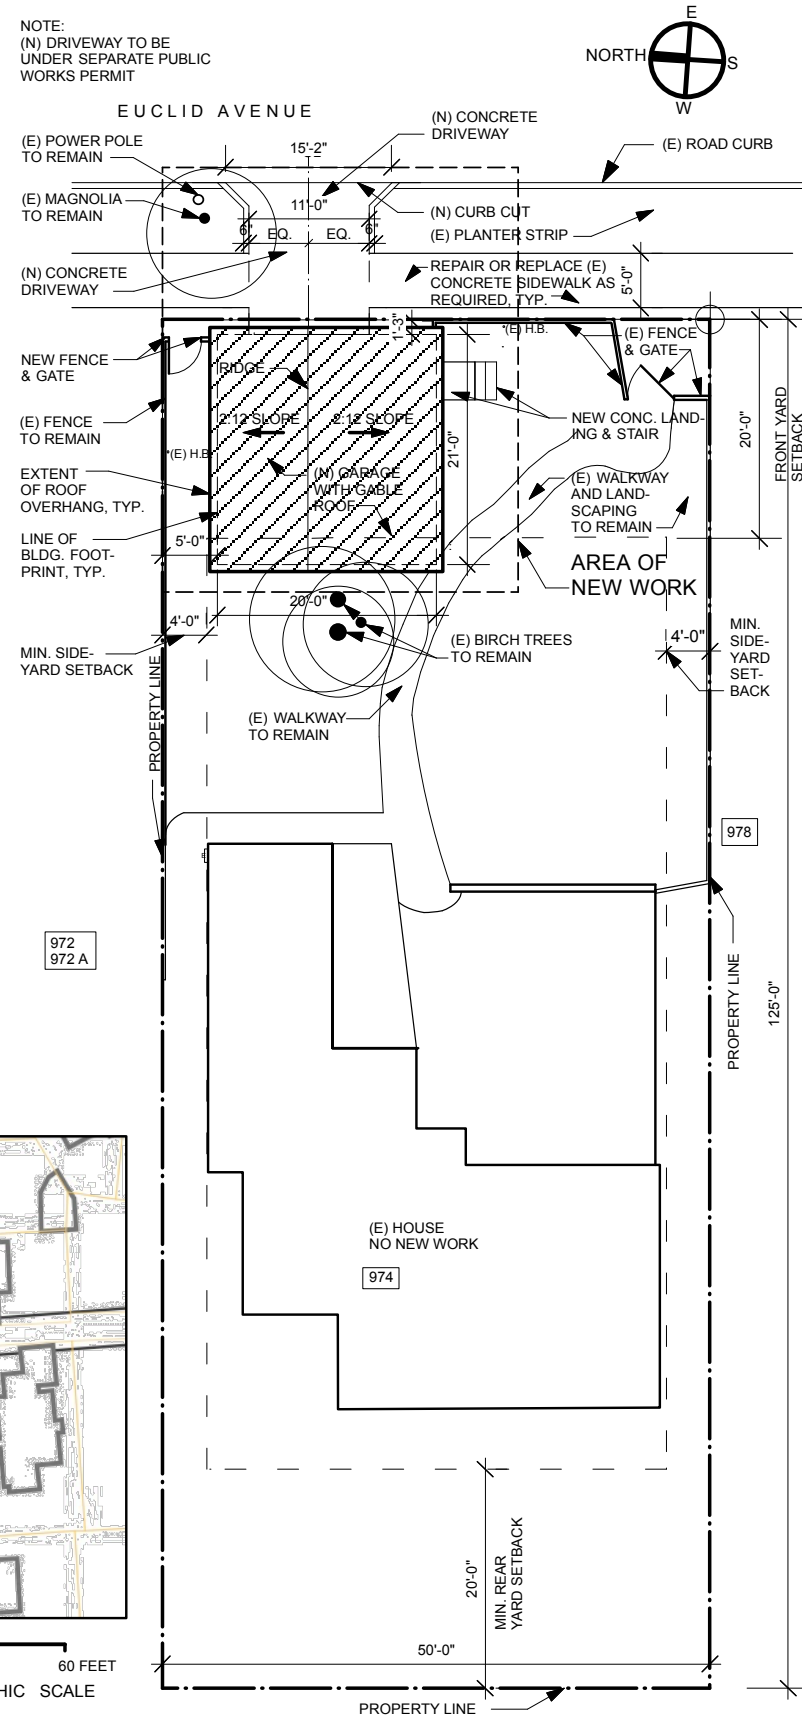 NOTE:
(N) DRIVEWAY TO BE
UNDER SEPARATE PUBLIC
WORKS PERMIT
E
NORTH
S
W
EUCLID AVENUE
(E) POWER POLE
TO REMAIN
15'-2"
(N) CONCRETE
DRIVEWAY
(E) ROAD CURB
(E) MAGNOLIA
TO REMAIN
11'-0"
(N) CURB CUT
6"
EQ.
EQ.
6"
(E) PLANTER STRIP
(N) CONCRETE
DRIVEWAY
REPAIR OR REPLACE (E)
CONCRETE SIDEWALK AS
REQUIRED, TYP.
5'-0"
1'-3"
(E) H.B.
(E) FENCE
& GATE
NEW FENCE
& GATE
RIDGE
(E) FENCE
TO REMAIN
2:12 SLOPE
2:12 SLOPE
NEW CONC. LAND-
ING & STAIR
20'-0"
FRONT YARD
SETBACK
(E) H.B.
21'-0"
EXTENT
OF ROOF
OVERHANG, TYP.
(N) GARAGE
WITH GABLE
ROOF
(E) WALKWAY
AND LAND-
SCAPING
TO REMAIN
LINE OF
BLDG. FOOT-
PRINT, TYP.
5'-0"
AREA OF
NEW WORK
20'-0"
4'-0"
MIN. SIDE-
YARD SETBACK
(E) BIRCH TREES
TO REMAIN
4'-0"
MIN.
SIDE-
YARD
SET-
BACK
PROPERTY LINE
(E) WALKWAY
TO REMAIN
978
972
972 A
PROPERTY LINE
125'-0"
(E) HOUSE
NO NEW WORK
974
20'-0"
MIN. REAR
YARD SETBACK
50'-0"
60 FEET
HIC SCALE
PROPERTY LINE